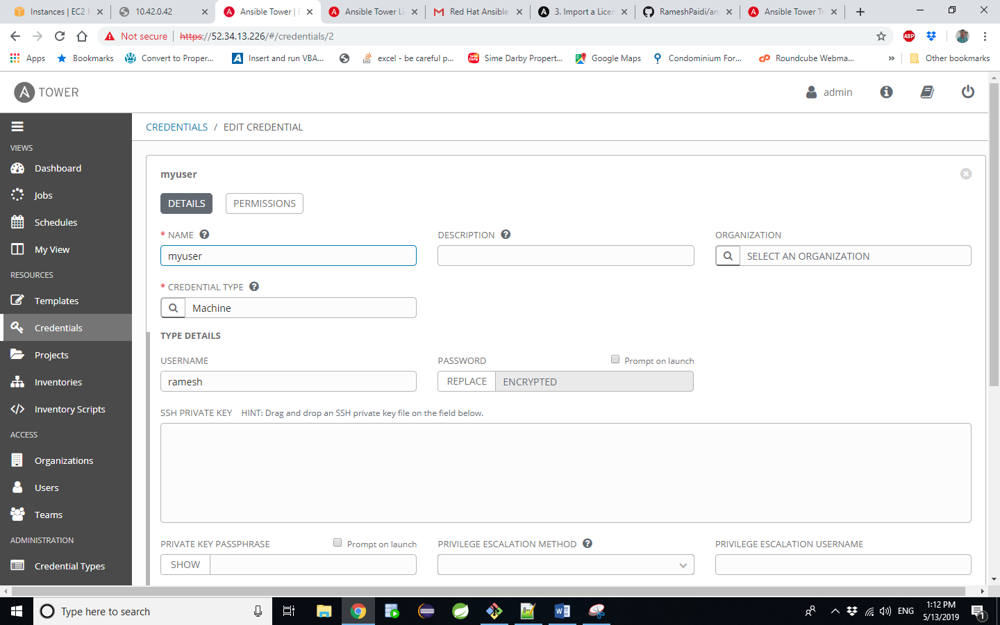 Instances | EC2 M
10.42.0.42
Ansible Tower | E
Ansible Tower Li
Red Hat Ansible
3. Import a Licen
RameshPaidi/an
Ansible Tower Tr
Not secure https://52.34.13.226/#/credentials/2
ABP
Apps
Bookmarks
Convert to Proper...
Insert and run VBA...
excel - be careful p...
Sime Darby Propert...
Google Maps
Condominium For...
Roundcube Webma...
»
Other bookmarks
A TOWER
admin
VIEWS
Dashboard
Jobs
Schedules
My View
RESOURCES
Templates
Credentials
Projects
Inventories
Inventory Scripts
ACCESS
Organizations
Users
Teams
ADMINISTRATION
Credential Types
CREDENTIALS / EDIT CREDENTIAL
myuser
DETAILS
PERMISSIONS
* NAME
myuser
DESCRIPTION
ORGANIZATION
SELECT AN ORGANIZATION
* CREDENTIAL TYPE
Machine
TYPE DETAILS
USERNAME
ramesh
PASSWORD
Prompt on launch
REPLACE
ENCRYPTED
SSH PRIVATE KEY HINT: Drag and drop an SSH private key file on the field below.
PRIVATE KEY PASSPHRASE
Prompt on launch
SHOW
PRIVILEGE ESCALATION METHOD
PRIVILEGE ESCALATION USERNAME
Type here to search
ENG
1:12 PM
5/13/2019
1